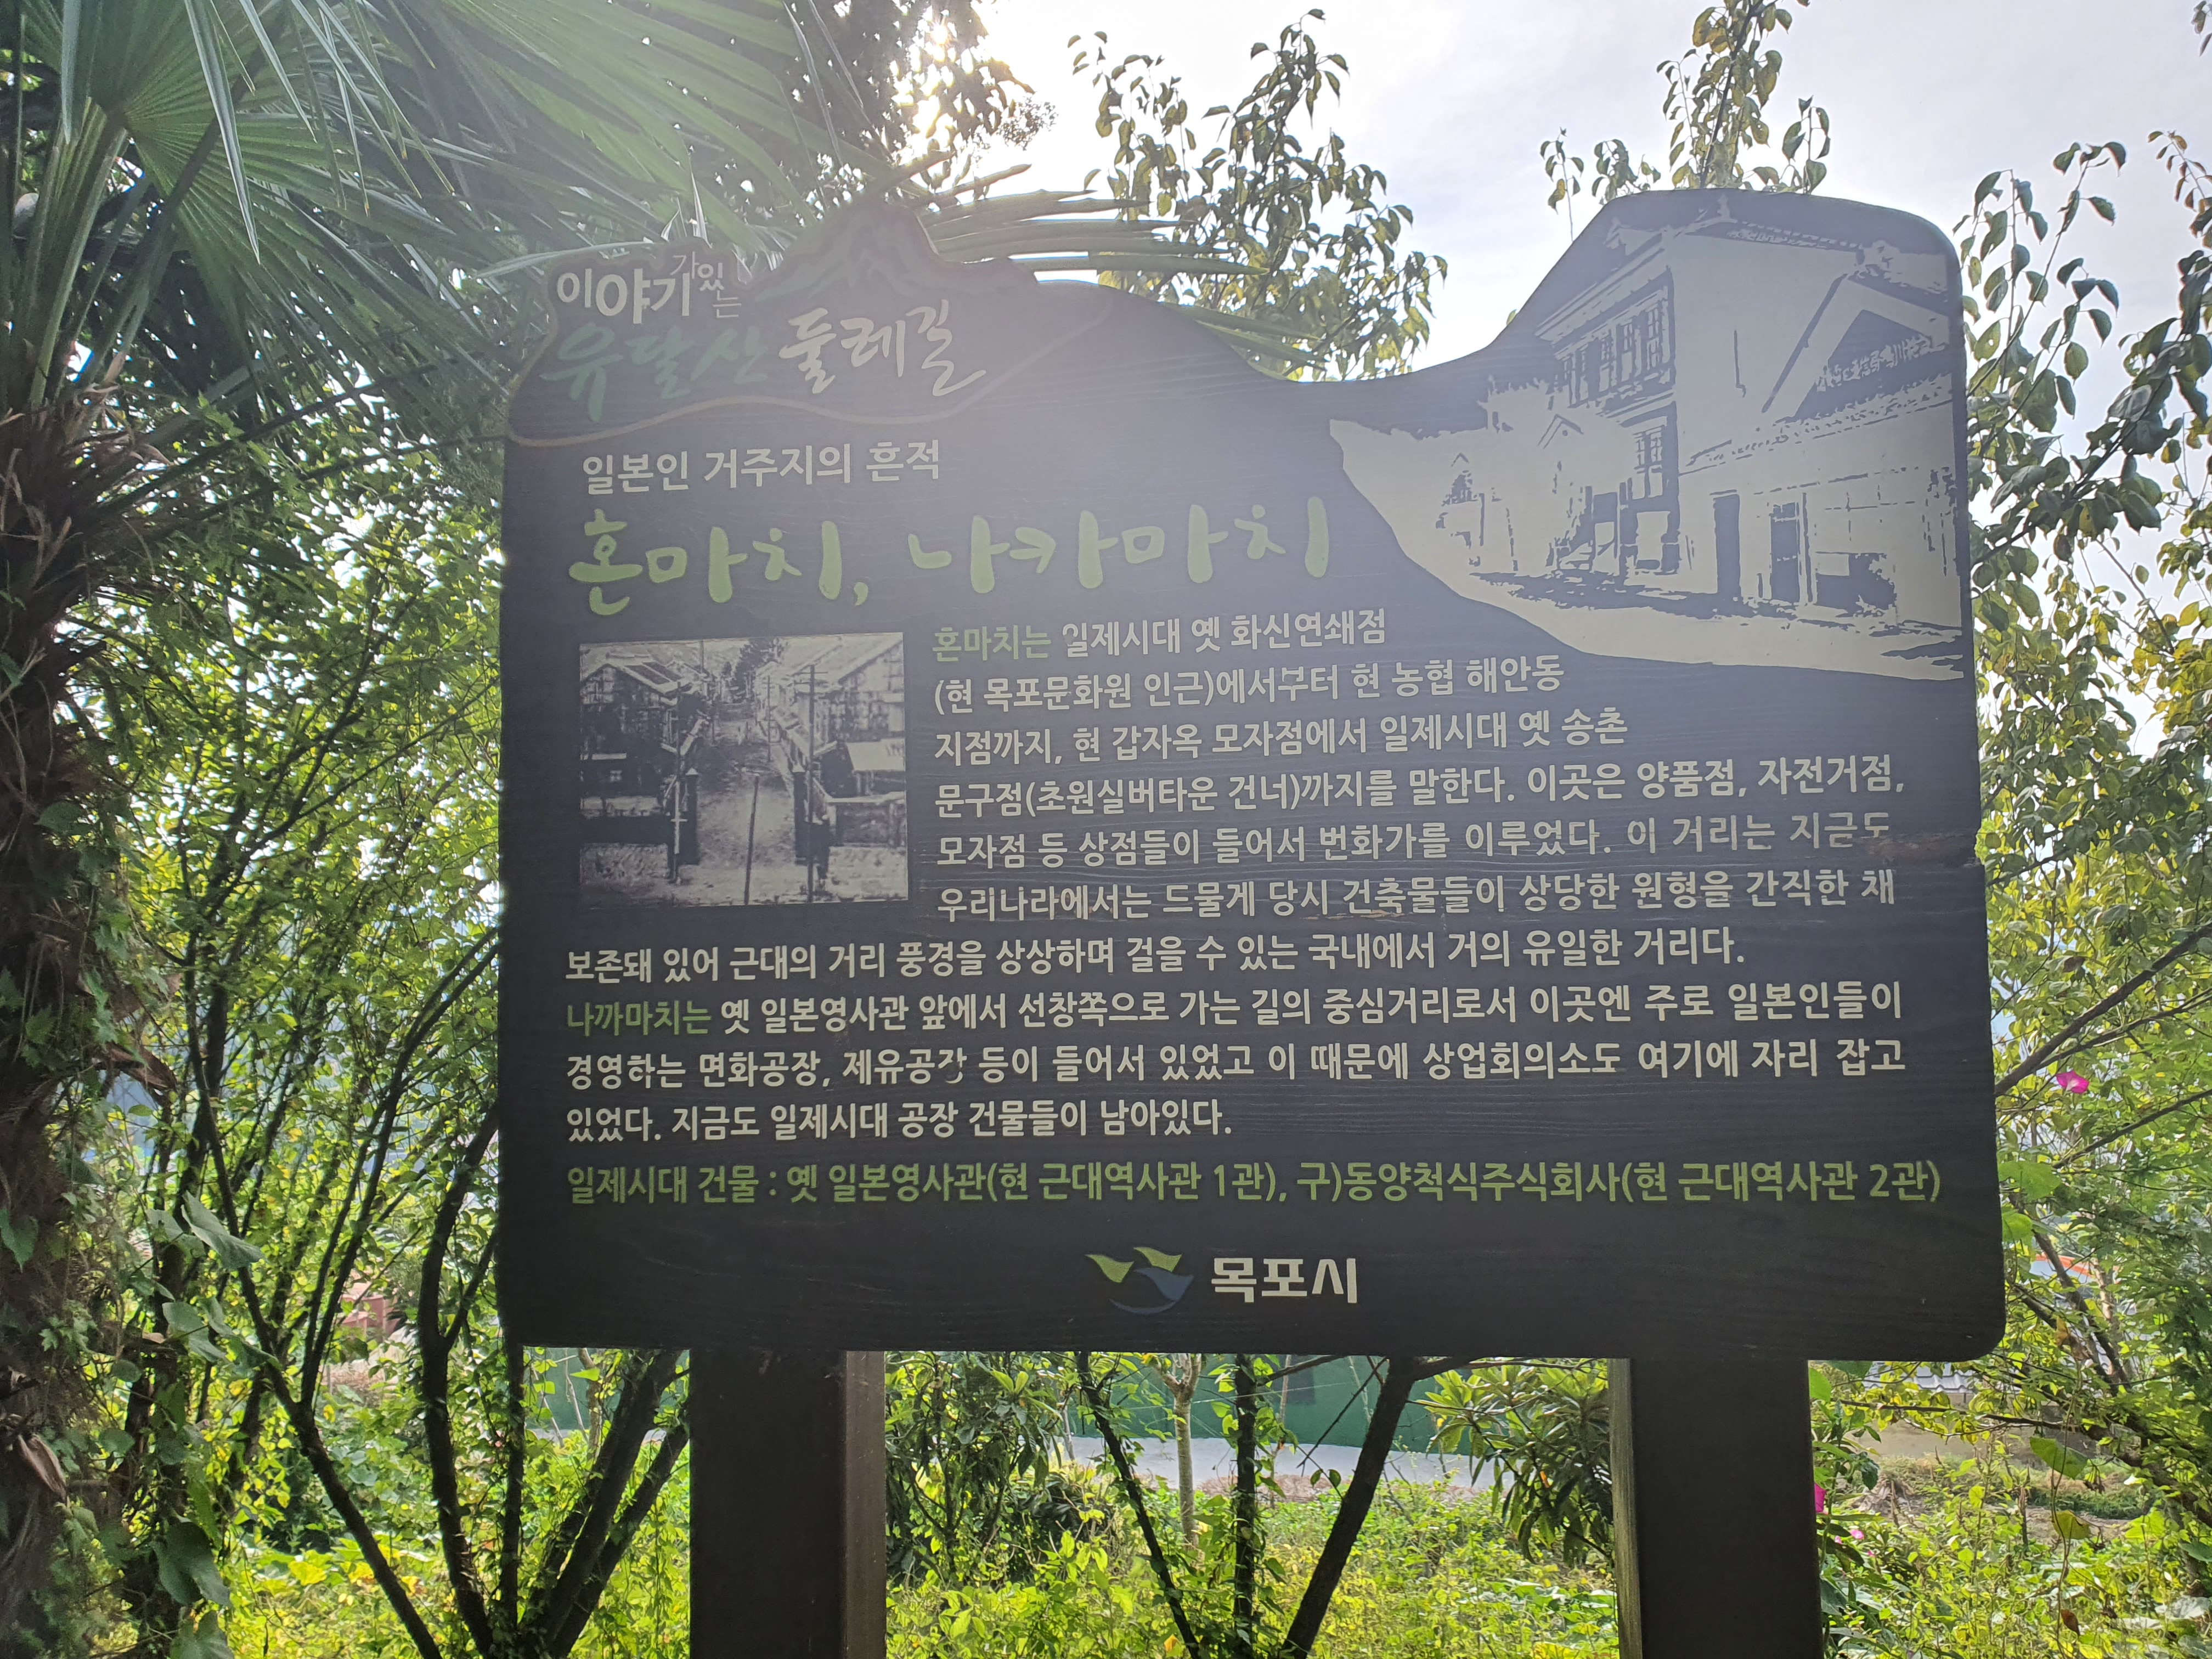 이야기가있는
유달산 둘레길
일본인 거주지의 흔적
혼마치, 나카마치
혼마치는 일제시대 옛 화신연쇄점
(현 목포문화원 인근)에서부터 현 농협 해안동
지점까지, 현 갑자옥 모자점에서 일제시대 옛 송촌
문구점(초원실버타운 건너)까지를 말한다. 이곳은 양품점, 자전거점,
모자점 등 상점들이 들어서 번화가를 이루었다. 이 거리는 지금도
우리나라에서는 드물게 당시 건축물들이 상당한 원형을 간직한 채
보존돼 있어 근대의 거리 풍경을 상상하며 걸을 수 있는 국내에서 거의 유일한 거리다.
나까마치는 옛 일본영사관 앞에서 선창쪽으로 가는 길의 중심거리로서 이곳엔 주로 일본인들이
경영하는 면화공장, 제유공장 등이 들어서 있었고 이 때문에 상업회의소도 여기에 자리 잡고
있었다. 지금도 일제시대 공장 건물들이 남아있다.
일제시대 건물 : 옛 일본영사관(현 근대역사관 1관), 구)동양척식주식회사(현 근대역사관 2관)
목포시